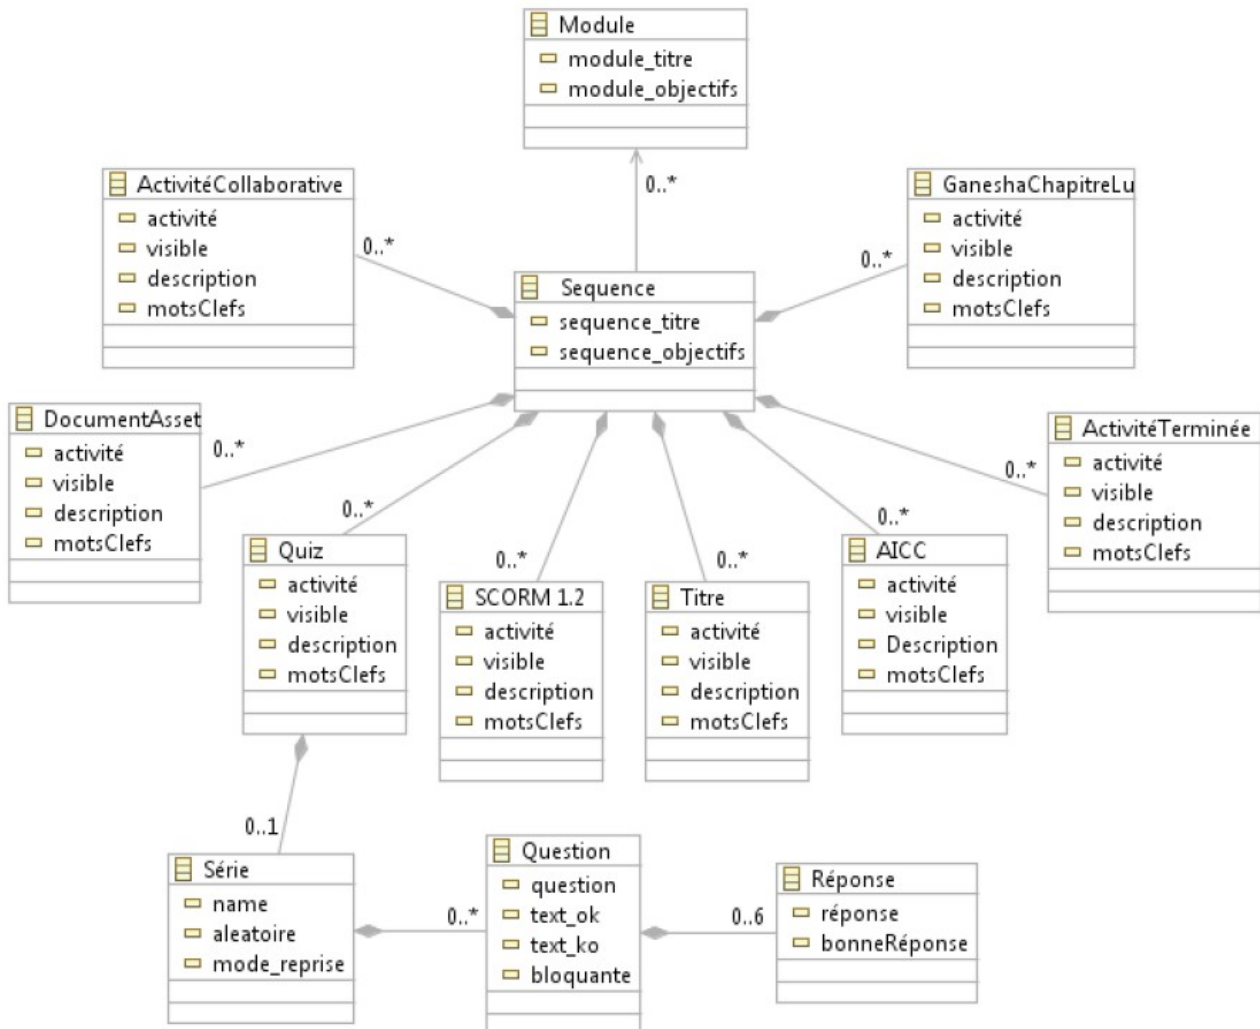 Module
module_titre
module_objectifs
0..*
ActivitéCollaborative
activité
visible
description
motsClefs
0..*
GaneshaChapitreLu
activité
visible
description
motsClefs
0..*
Sequence
sequence_titre
sequence_objectifs
DocumentAsset
activité
visible
description
motsClefs
0..*
ActivitéTerminée
activité
visible
description
motsClefs
0..*
0..*
Quiz
activité
visible
description
motsClefs
0..*
SCORM 1.2
activité
visible
description
motsClefs
0..*
Titre
activité
visible
description
motsClefs
0..*
AICC
activité
visible
Description
motsClefs
0..1
Série
name
aleatoire
mode_reprise
0..*
Question
question
text_ok
text_ko
bloquante
0..6
Réponse
réponse
bonneRéponse